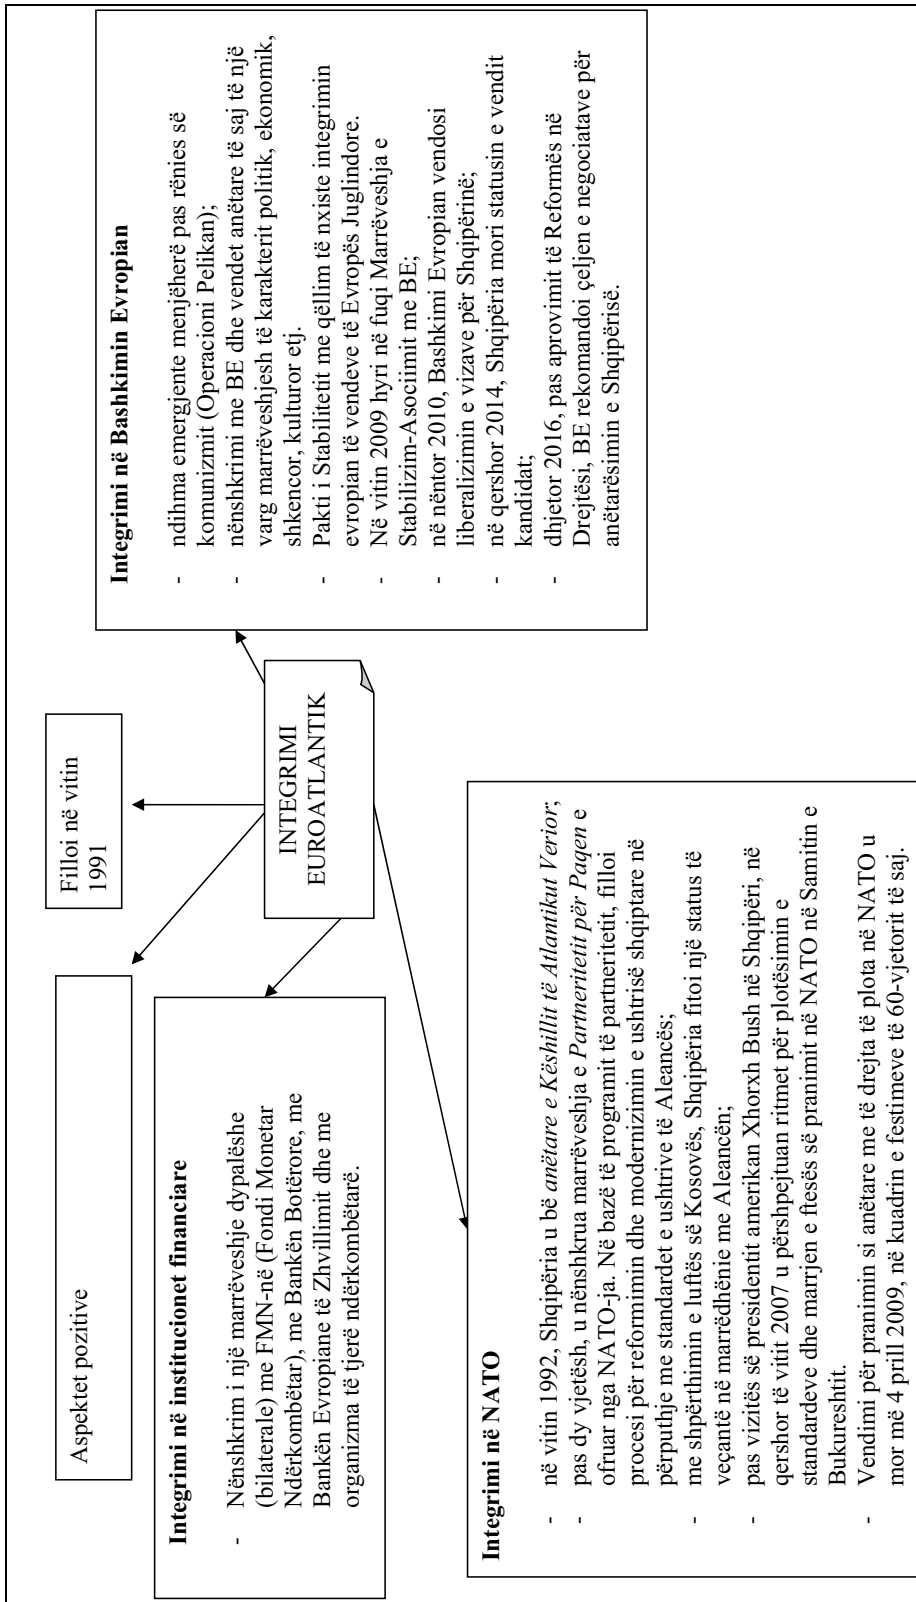 Aspektet pozitive
Filloi në vitin
1991
Integrimi në institucionet financiare
- Nënshkrimi i një marrëveshje dypalëshe
(bilaterale) me FMN-në (Fondi Monetar
Ndërkombëtar), me Bankën Botërore, me
Bankën Evropiane të Zhvillimit dhe me
organizma të tjerë ndërkombëtarë.
INTEGRIMI
EUROATLANTIK
Integrimi në Bashkimin Evropian
- ndihma emergjente menjëherë pas rënies së
komunizmit (Operacioni Pelikan);
- nënshkrimi me BE dhe vendet anëtare të saj të një
varg marrëveshjesh të karakterit politik, ekonomik,
shkencor, kulturor etj.
- Pakti i Stabilitetit me qëllim të nxiste integrimin
evropian të vendeve të Evropës Juglindore.
- Në vitin 2009 hyri në fuqi Marrëveshja e
Stabilizim-Asociimit me BE;
- në nëntor 2010, Bashkimi Evropian vendosi
liberalizimin e vizave për Shqipërinë;
- në qershor 2014, Shqipëria mori statusin e vendit
kandidat;
- dhjetor 2016, pas aprovimit të Reformës në
Drejtësi, BE rekomandoi çeljen e negociatave për
anëtarësimin e Shqipërisë.
Integrimi në NATO
- në vitin 1992, Shqipëria u bë anëtare e Këshillit të Atlantikut Verior;
- pas dy vjetësh, u nënshkrua marrëveshja e Partneritetit për Paqen e
ofruar nga NATO-ja. Në bazë të programit të partneritetit, filloi
procesi për reformimin dhe modernizimin e ushtrisë shqiptare në
përputhje me standardet e ushtrive të Aleancës;
- me shpërthimin e luftës së Kosovës, Shqipëria fitoi një status të
veçantë në marrëdhënie me Aleancën;
- pas vizitës së presidentit amerikan Xhorxh Bush në Shqipëri, në
qershor të vitit 2007 u përshpejtuan ritmet për plotësimin e
standardeve dhe marrjen e ftesës së pranimit në NATO në Samitin e
Bukureshtit.
- Vendimi për pranimin si anëtare me të drejta të plota në NATO u
mor më 4 prill 2009, në kuadrin e festimeve të 60-vjetorit të saj.